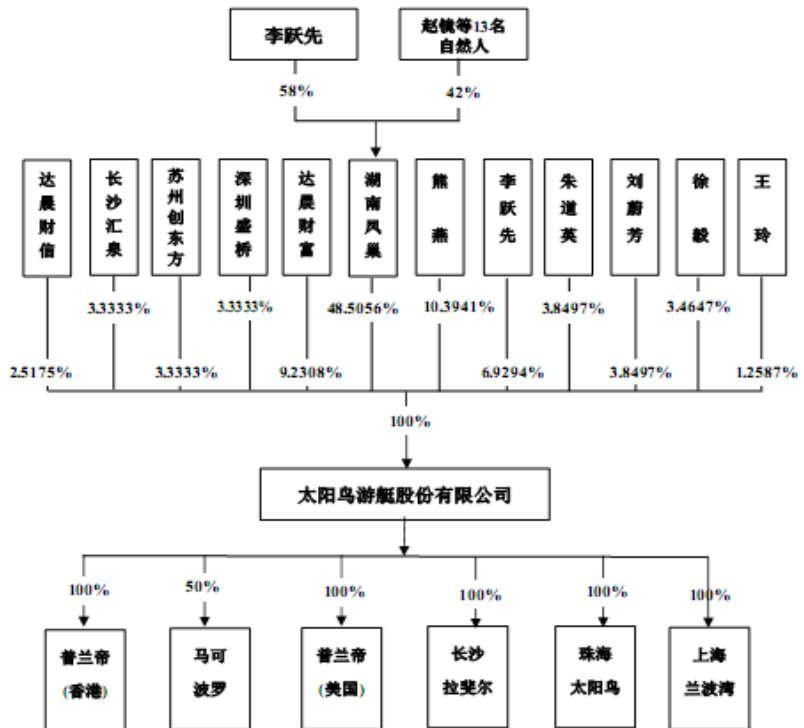 李跃先
赵镜等13名
自然人
58%
42%
达晨财信
长沙汇泉
苏州创东方
深圳盛桥
达晨财富
湖南凤巢
熊燕
李跃先
朱道英
刘蔚芳
徐毅
王玲
3.3333%
3.3333%
48.5056%
10.3941%
3.8497%
3.4647%
2.5175%
3.3333%
9.2308%
6.9294%
3.8497%
1.2587%
100%
太阳鸟游艇股份有限公司
100%
50%
100%
100%
100%
100%
普兰帝
(香港)
马可
波罗
普兰帝
(美国)
长沙
拉斐尔
珠海
太阳鸟
上海
兰波湾